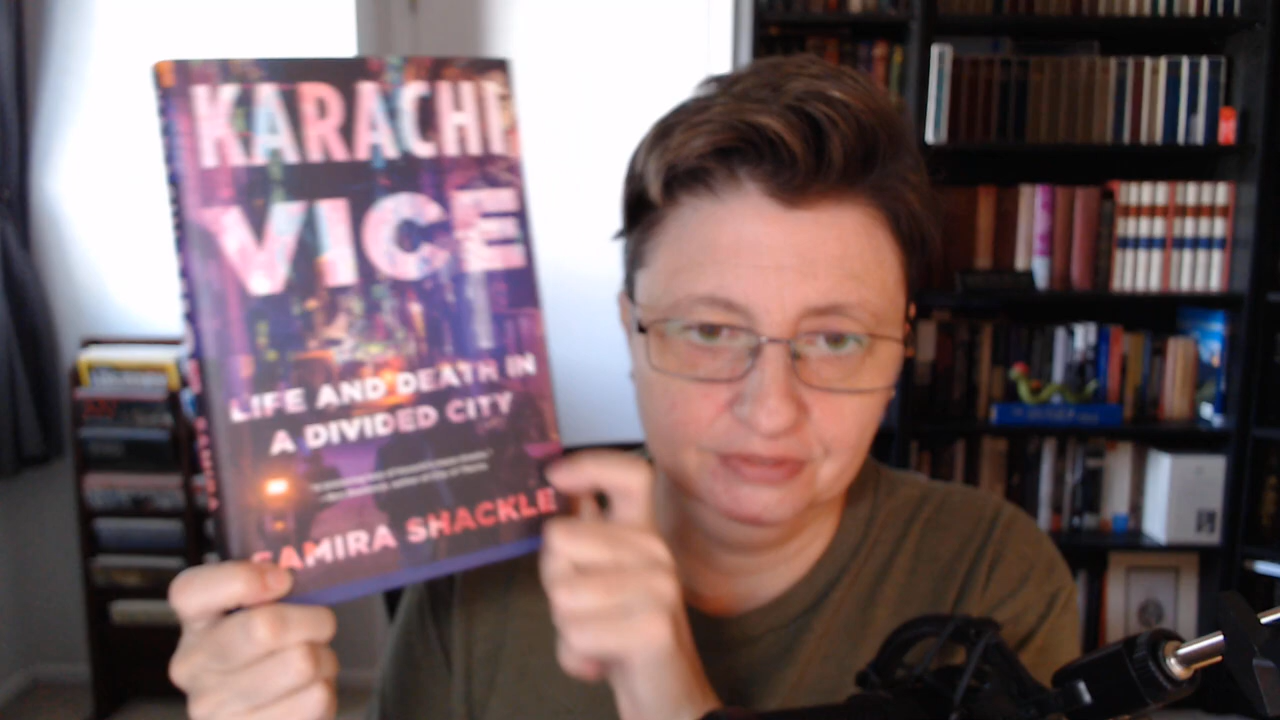 KARACHI
VICE
LIFE AND DEATH IN
A DIVIDED CITY
SAMIRA SHACKLE